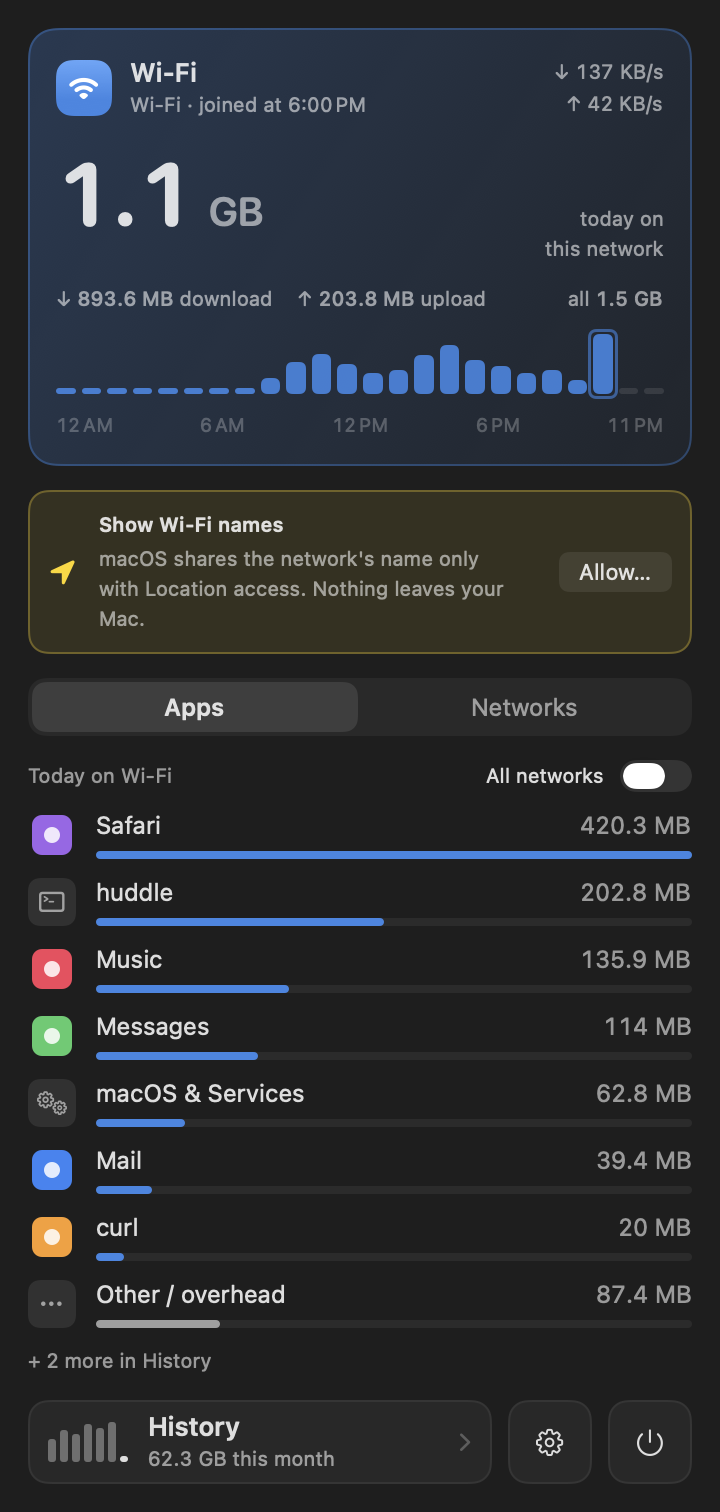 Wi-Fi
↓ 137 KB/s
Wi-Fi · joined at 6:00 PM
↑ 42 KB/s
1.1 GB
today on
this network
↓ 893.6 MB download ↑ 203.8 MB upload all 1.5 GB
12 AM 6 AM 12 PM 6 PM 11 PM
Show Wi-Fi names
macOS shares the network's name only
with Location access. Nothing leaves your
Mac.
Allow...
Apps Networks
Today on Wi-Fi All networks
Safari 420.3 MB
huddle 202.8 MB
Music 135.9 MB
Messages 114 MB
macOS & Services 62.8 MB
Mail 39.4 MB
curl 20 MB
Other / overhead 87.4 MB
+ 2 more in History
History
62.3 GB this month